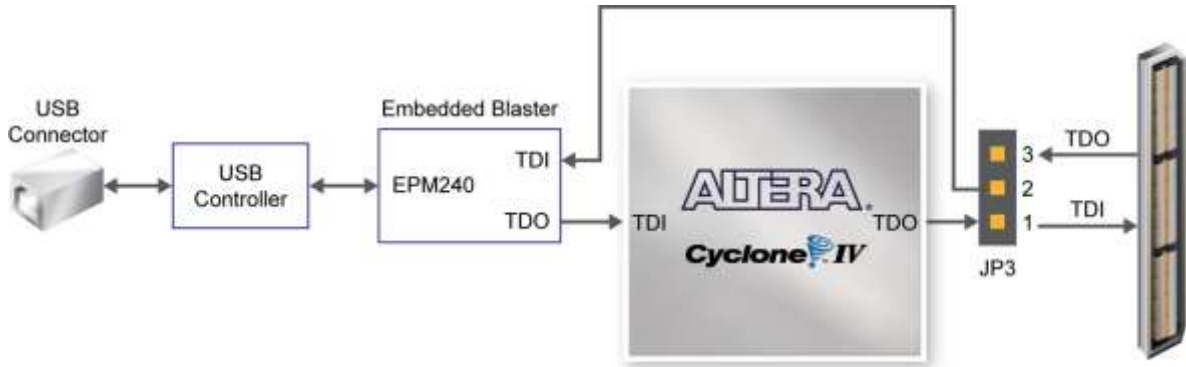 USB
Connector
USB
Controller
Embedded Blaster
TDI
EPM240
TDO
TDI
ALTERA.
Cyclone IV
TDO
3
2
1
JP3
TDO
TDI